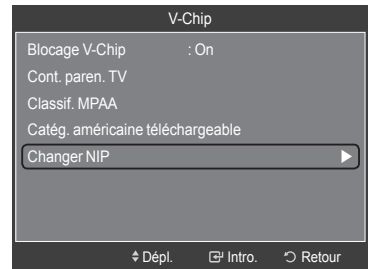 V-Chip
Blocage V-Chip : On
Cont. paren. TV
Classif. MPAA
Catég. américaine téléchargeable
Changer NIP
Dépl. Intro. Retour